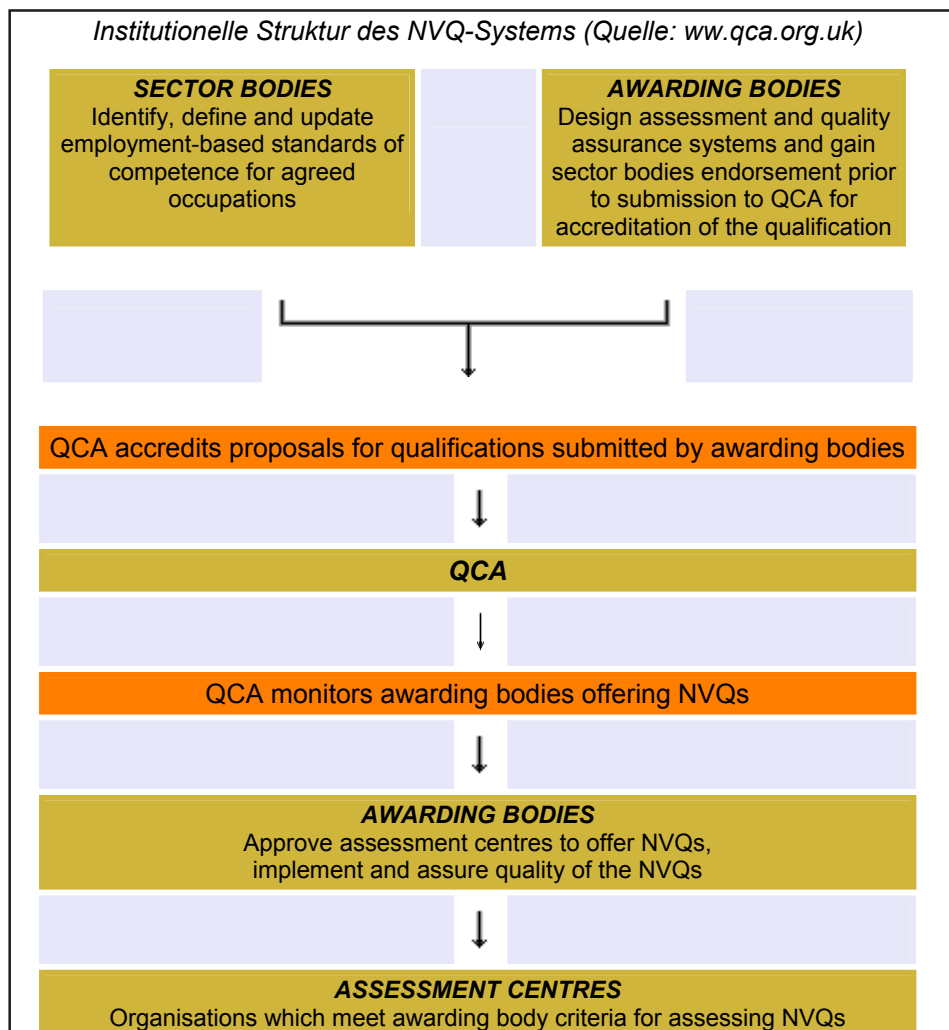 Institutionelle Struktur des NVQ-Systems (Quelle: ww.qca.org.uk)
SECTOR BODIES
Identify, define and update
employment-based standards of
competence for agreed
occupations
AWARDING BODIES
Design assessment and quality
assurance systems and gain
sector bodies endorsement prior
to submission to QCA for
accreditation of the qualification
QCA accredits proposals for qualifications submitted by awarding bodies
QCA
QCA monitors awarding bodies offering NVQs
AWARDING BODIES
Approve assessment centres to offer NVQs,
implement and assure quality of the NVQs
ASSESSMENT CENTRES
Organisations which meet awarding body criteria for assessing NVQs